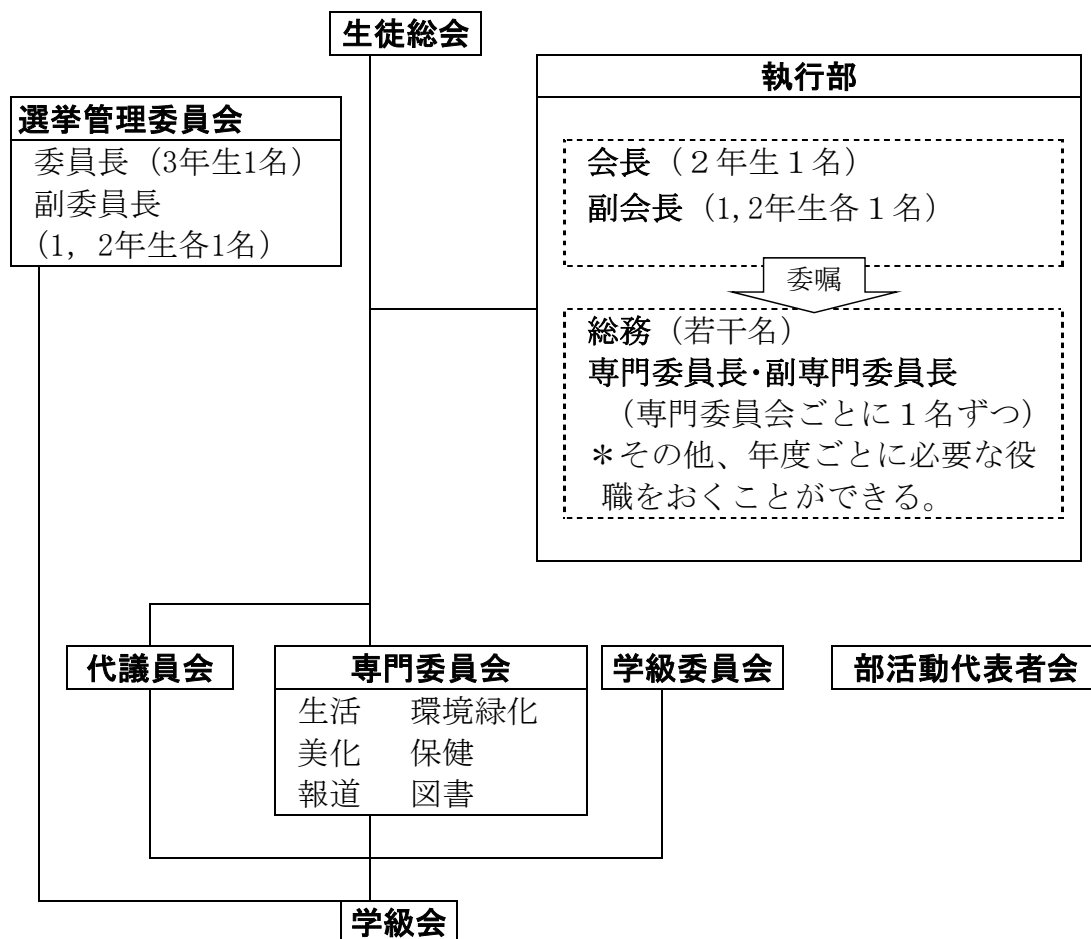 生徒総会
執行部
選挙管理委員会
委員長（3年生1名）
副委員長
（1，2年生各1名）
会長（２年生１名）
副会長（1,2年生各１名）
委嘱
総務（若干名）
専門委員長・副専門委員長
（専門委員会ごとに１名ずつ）
＊その他、年度ごとに必要な役
職をおくことができる。
代議員会
専門委員会
生活　環境緑化
美化　保健
報道　図書
学級委員会
部活動代表者会
学級会